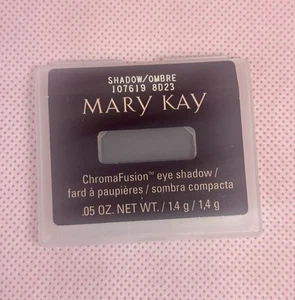 SHADOW/OMBRE
107619 8D23
MARY KAY
ChromaFusion™ eye shadow /
fard à paupières / sombra compacta
.05 OZ. NET WT. / 1.4 g / 1,4 g